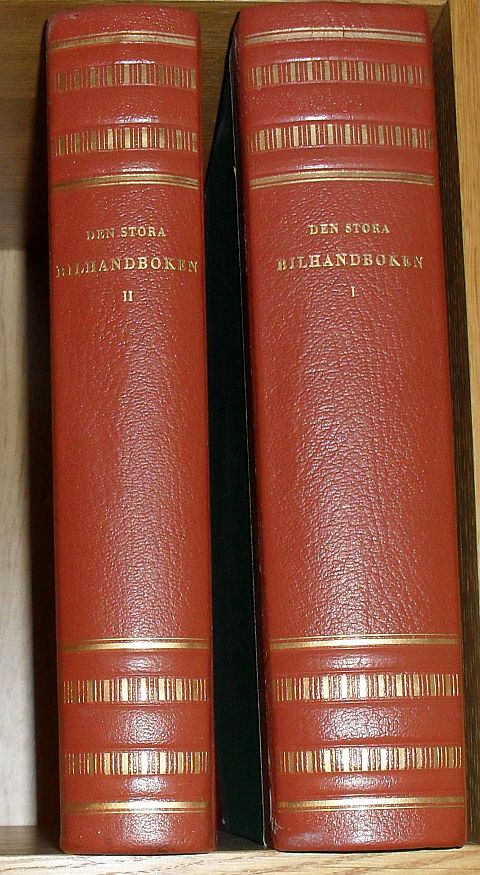 DEN STORA
BILHANDBOKEN
II
DEN STORA
BILHANDBOKEN
I